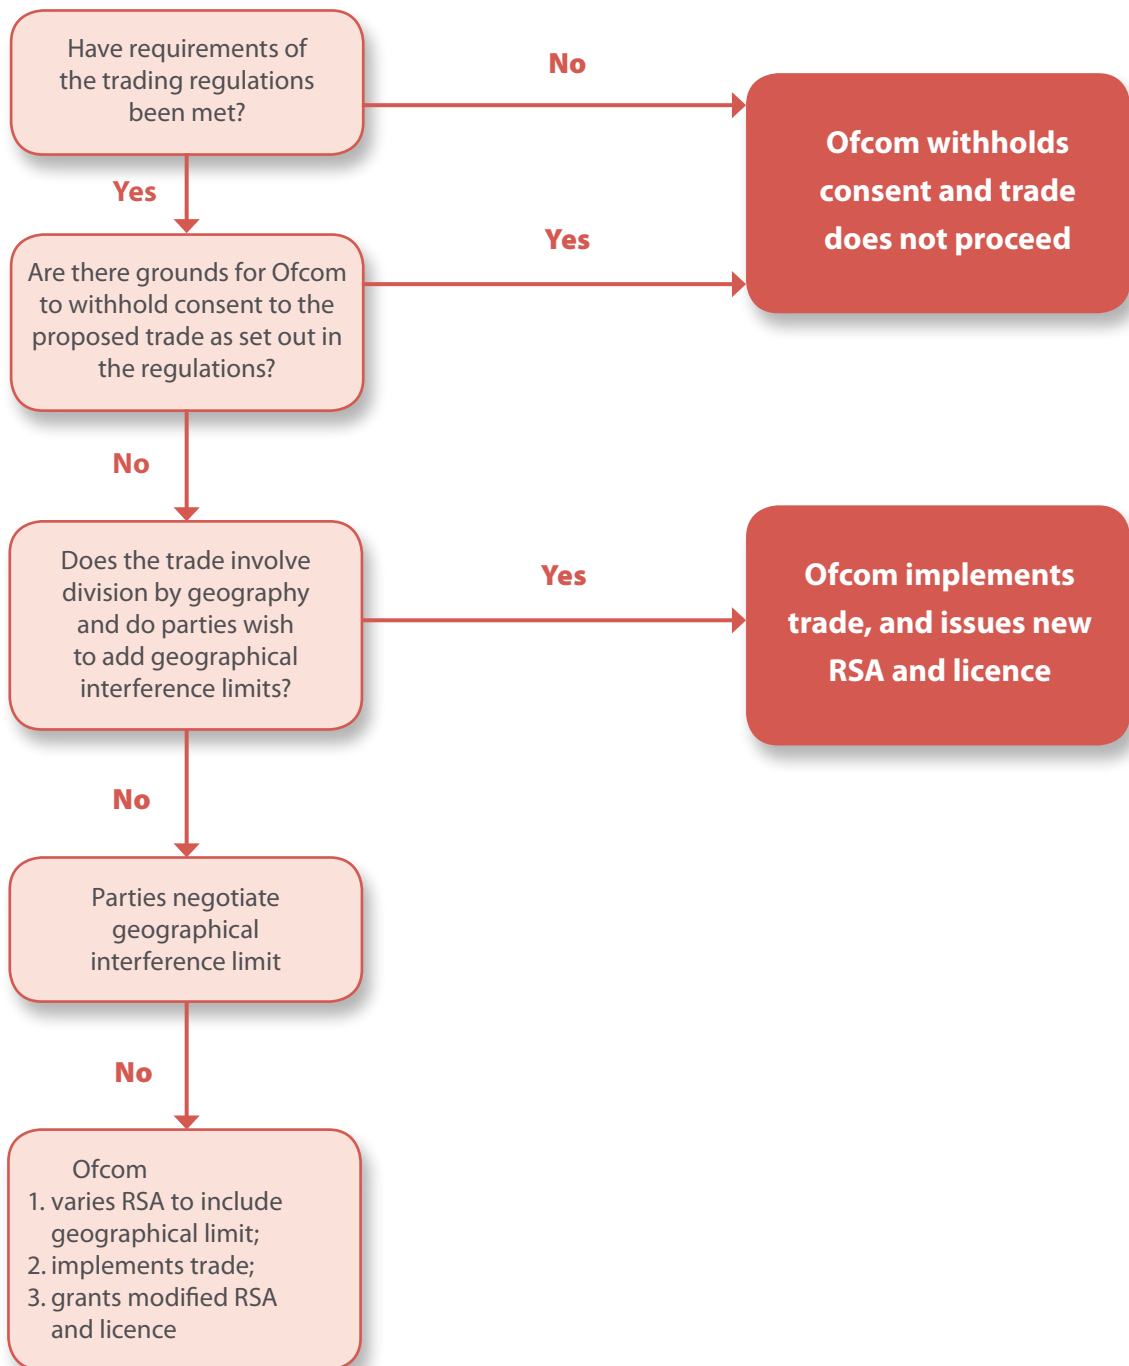 Have requirements of
the trading regulations
been met?
No
Ofcom withholds
consent and trade
does not proceed
Yes
Are there grounds for Ofcom
to withhold consent to the
proposed trade as set out in
the regulations?
Yes
No
Does the trade involve
division by geography
and do parties wish
to add geographical
interference limits?
Yes
Ofcom implements
trade, and issues new
RSA and licence
No
Parties negotiate
geographical
interference limit
No
Ofcom
1. varies RSA to include
geographical limit;
2. implements trade;
3. grants modified RSA
and licence